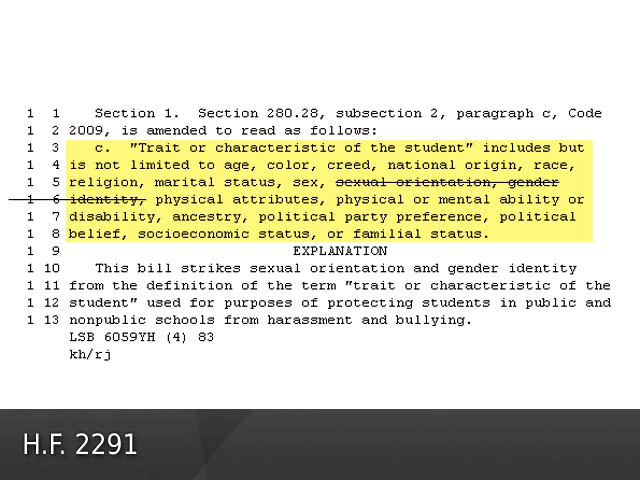 1 1 Section 1. Section 280.28, subsection 2, paragraph c, Code
1 2 2009, is amended to read as follows:
1 3 c. "Trait or characteristic of the student" includes but
1 4 is not limited to age, color, creed, national origin, race,
1 5 religion, marital status, sex, sexual orientation, gender
1 6 identity, physical attributes, physical or mental ability or
1 7 disability, ancestry, political party preference, political
1 8 belief, socioeconomic status, or familial status.
1 9 EXPLANATION
1 10 This bill strikes sexual orientation and gender identity
1 11 from the definition of the term "trait or characteristic of the
1 12 student" used for purposes of protecting students in public and
1 13 nonpublic schools from harassment and bullying.
LSB 6059YH (4) 83
kh/rj
H.F. 2291